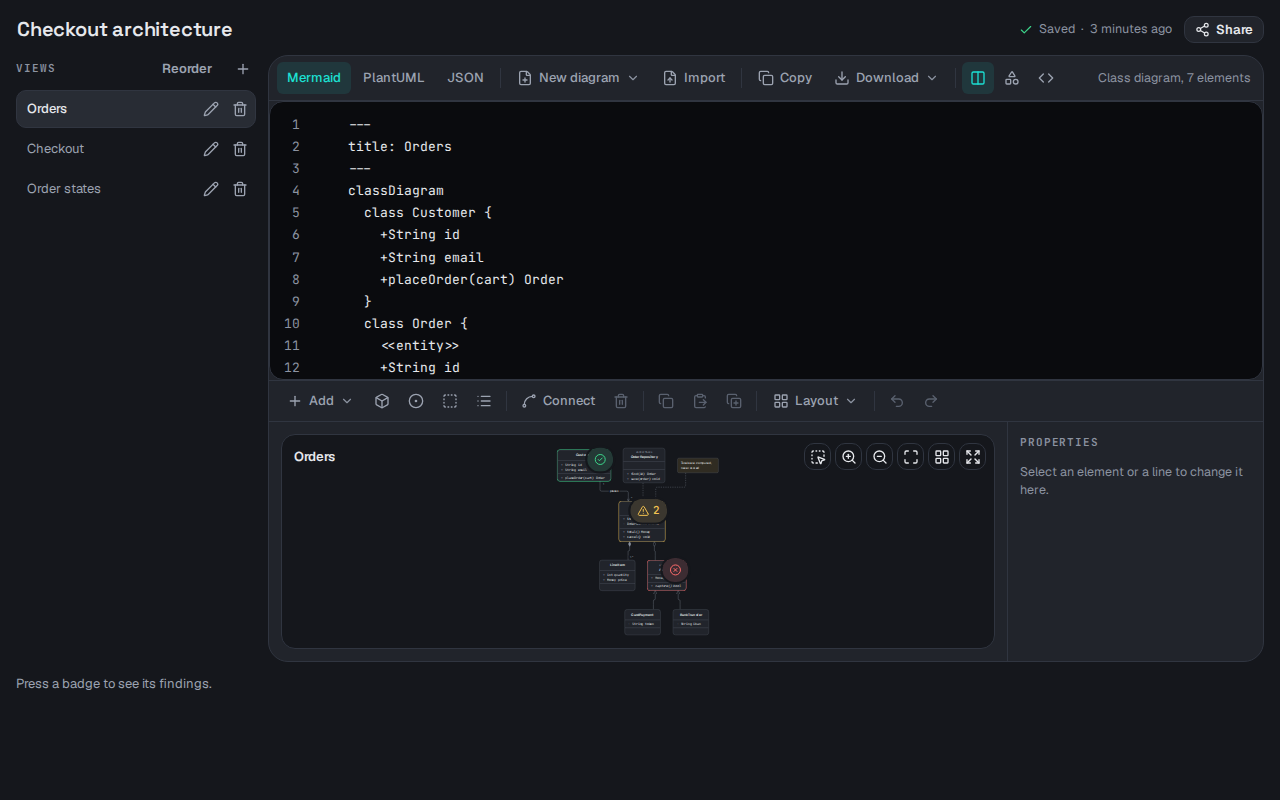 Checkout architecture
Saved · 3 minutes ago
Share
VIEWS
Reorder
Orders
Checkout
Order states
Mermaid
PlantUML
JSON
New diagram
Import
Copy
Download
Class diagram, 7 elements
1 ---
2 title: Orders
3 ---
4 classDiagram
5 class Customer {
6 +String id
7 +String email
8 +placeOrder(cart) Order
9 }
10 class Order {
11 <<entity>>
12 +String id
Add
Connect
Layout
Orders
OrderRepository
2
LineItem
CardPayment
PROPERTIES
Select an element or a line to change it
here.
Press a badge to see its findings.